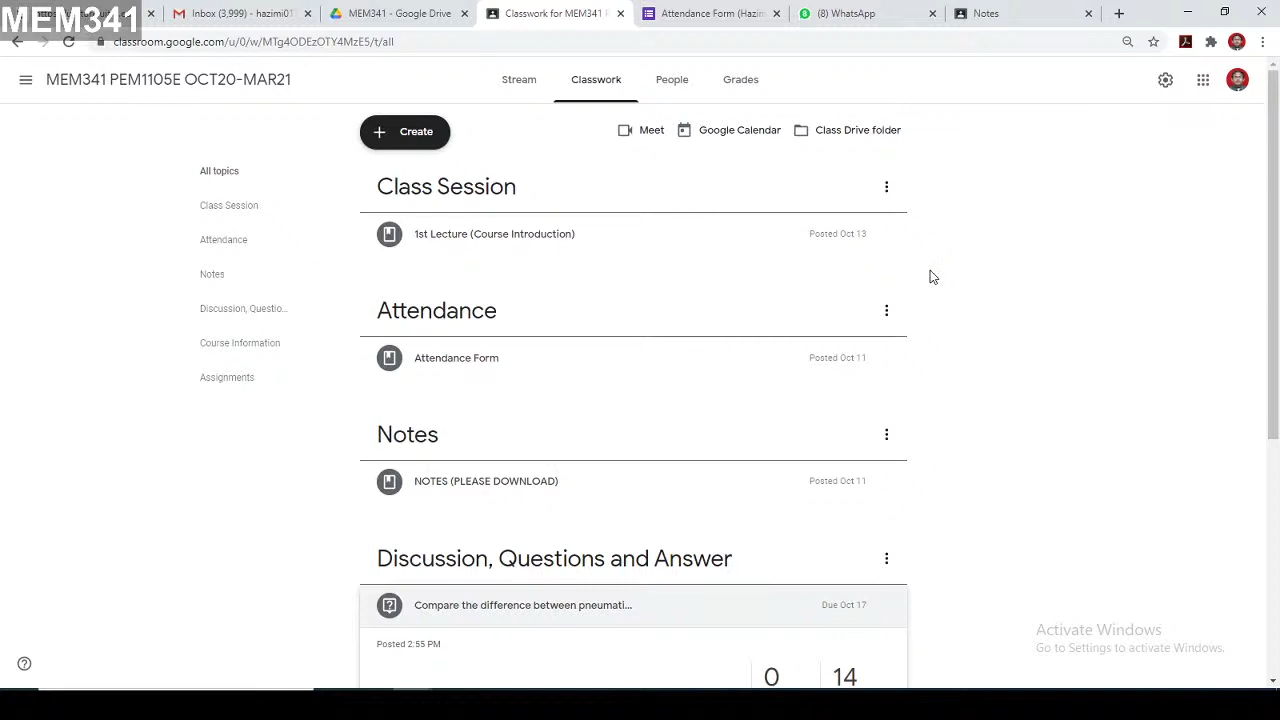 MEM341
Inbox (3,999) - hazimi01
MEM341 - Google Drive
Classwork for MEM341 P
Attendance Form (Hazim
(8) WhatsApp
Notes
classroom.google.com/u/0/w/MTg4ODEzOTY4MzE5/t/all
MEM341 PEM1105E OCT20-MAR21
Stream
Classwork
People
Grades
Create
Meet
Google Calendar
Class Drive folder
All topics
Class Session
Attendance
Notes
Discussion, Questio...
Course Information
Assignments
Class Session
1st Lecture (Course Introduction)
Posted Oct 13
Attendance
Attendance Form
Posted Oct 11
Notes
NOTES (PLEASE DOWNLOAD)
Posted Oct 11
Discussion, Questions and Answer
Compare the difference between pneumati...
Due Oct 17
Posted 2:55 PM
0
14
Activate Windows
Go to Settings to activate Windows.